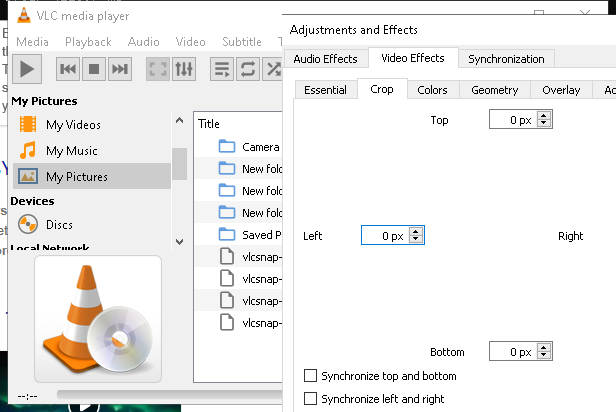 VLC media player
Media Playback Audio Video Subtitle
My Pictures
My Videos
My Music
My Pictures
Devices
Discs
Local Network
--:--
Title
Camera
New fold
New fold
New fold
Saved P
vlcsnap-
vlcsnap-
vlcsnap-
vlcsnap-
Adjustments and Effects
Audio Effects Video Effects Synchronization
Essential Crop Colors Geometry Overlay
Top 0 px
Left 0 px Right
Bottom 0 px
Synchronize top and bottom
Synchronize left and right